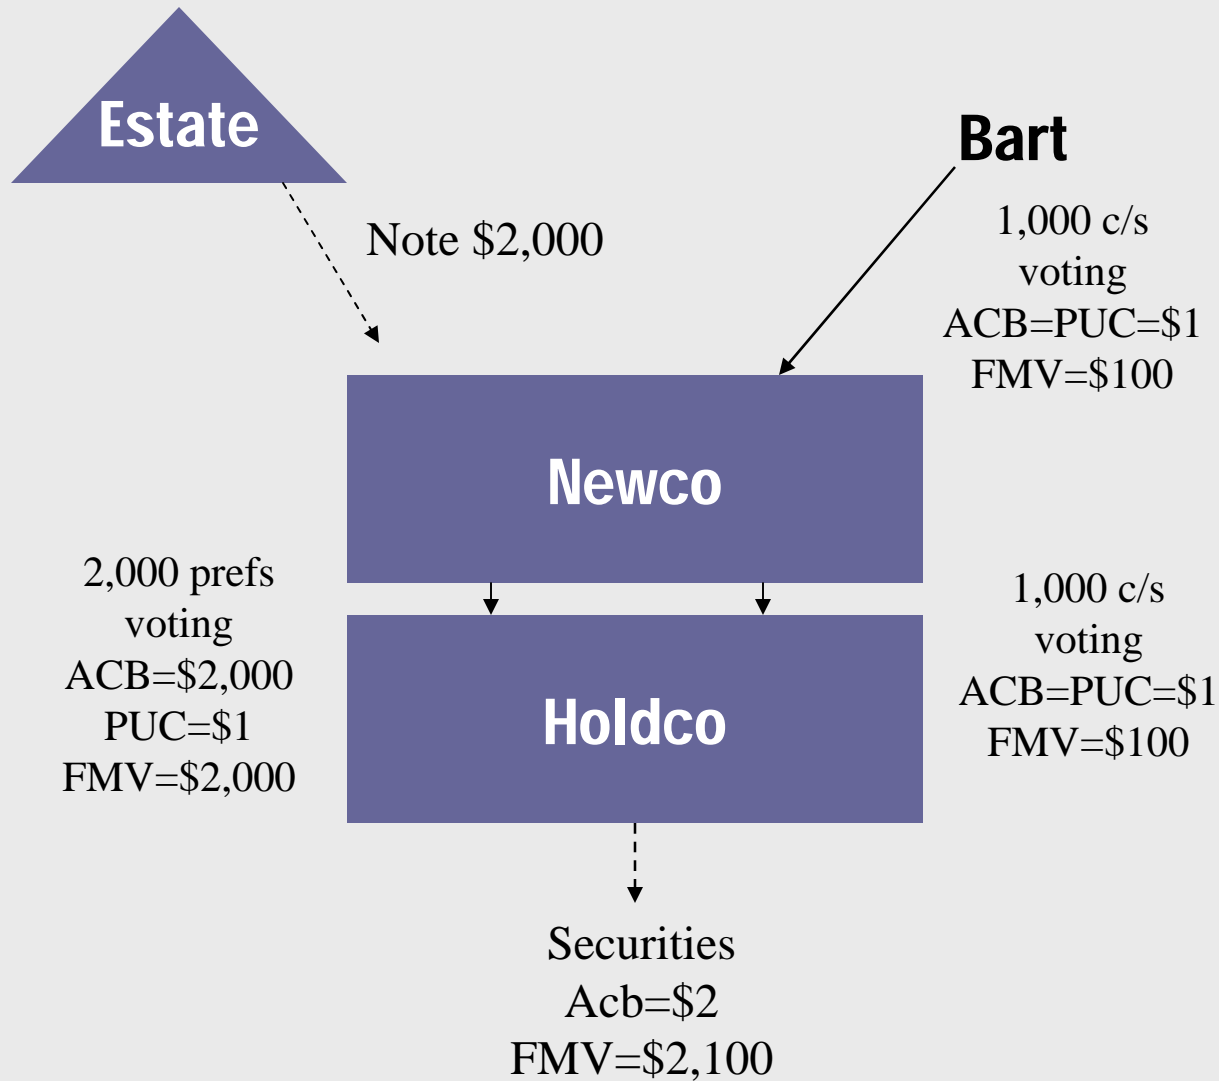 Estate
Bart
Note $2,000
1,000 c/s
voting
ACB=PUC=$1
FMV=$100
Newco
2,000 prefs
voting
ACB=$2,000
PUC=$1
FMV=$2,000
Holdco
1,000 c/s
voting
ACB=PUC=$1
FMV=$100
Securities
Acb=$2
FMV=$2,100